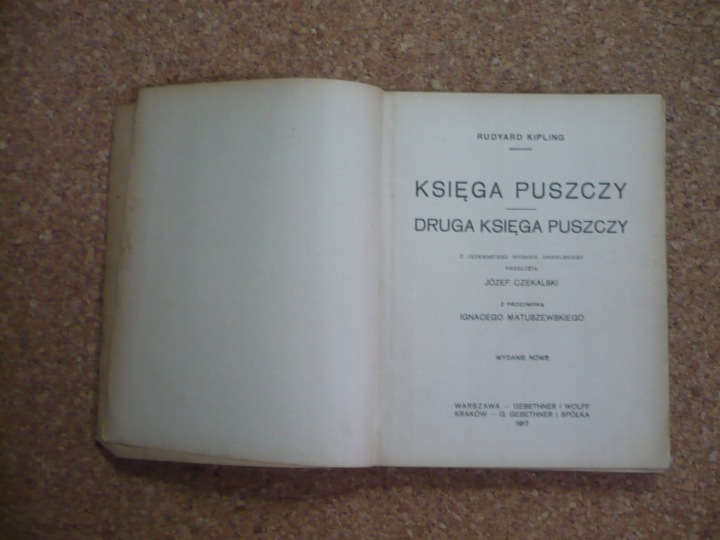 RUDYARD KIPLING
KSIĘGA PUSZCZY
DRUGA KSIĘGA PUSZCZY
Z JEDENASTEGO WYDANIA ANGIELSKIEGO
PRZEŁOŻYŁ
JÓZEF CZEKALSKI
Z PRZEDMOWĄ
IGNACEGO MATUSZEWSKIEGO
WYDANIE NOWE
WARSZAWA — GEBETHNER I WOLFF
KRAKÓW — G. GEBETHNER I SPÓŁKA
1917